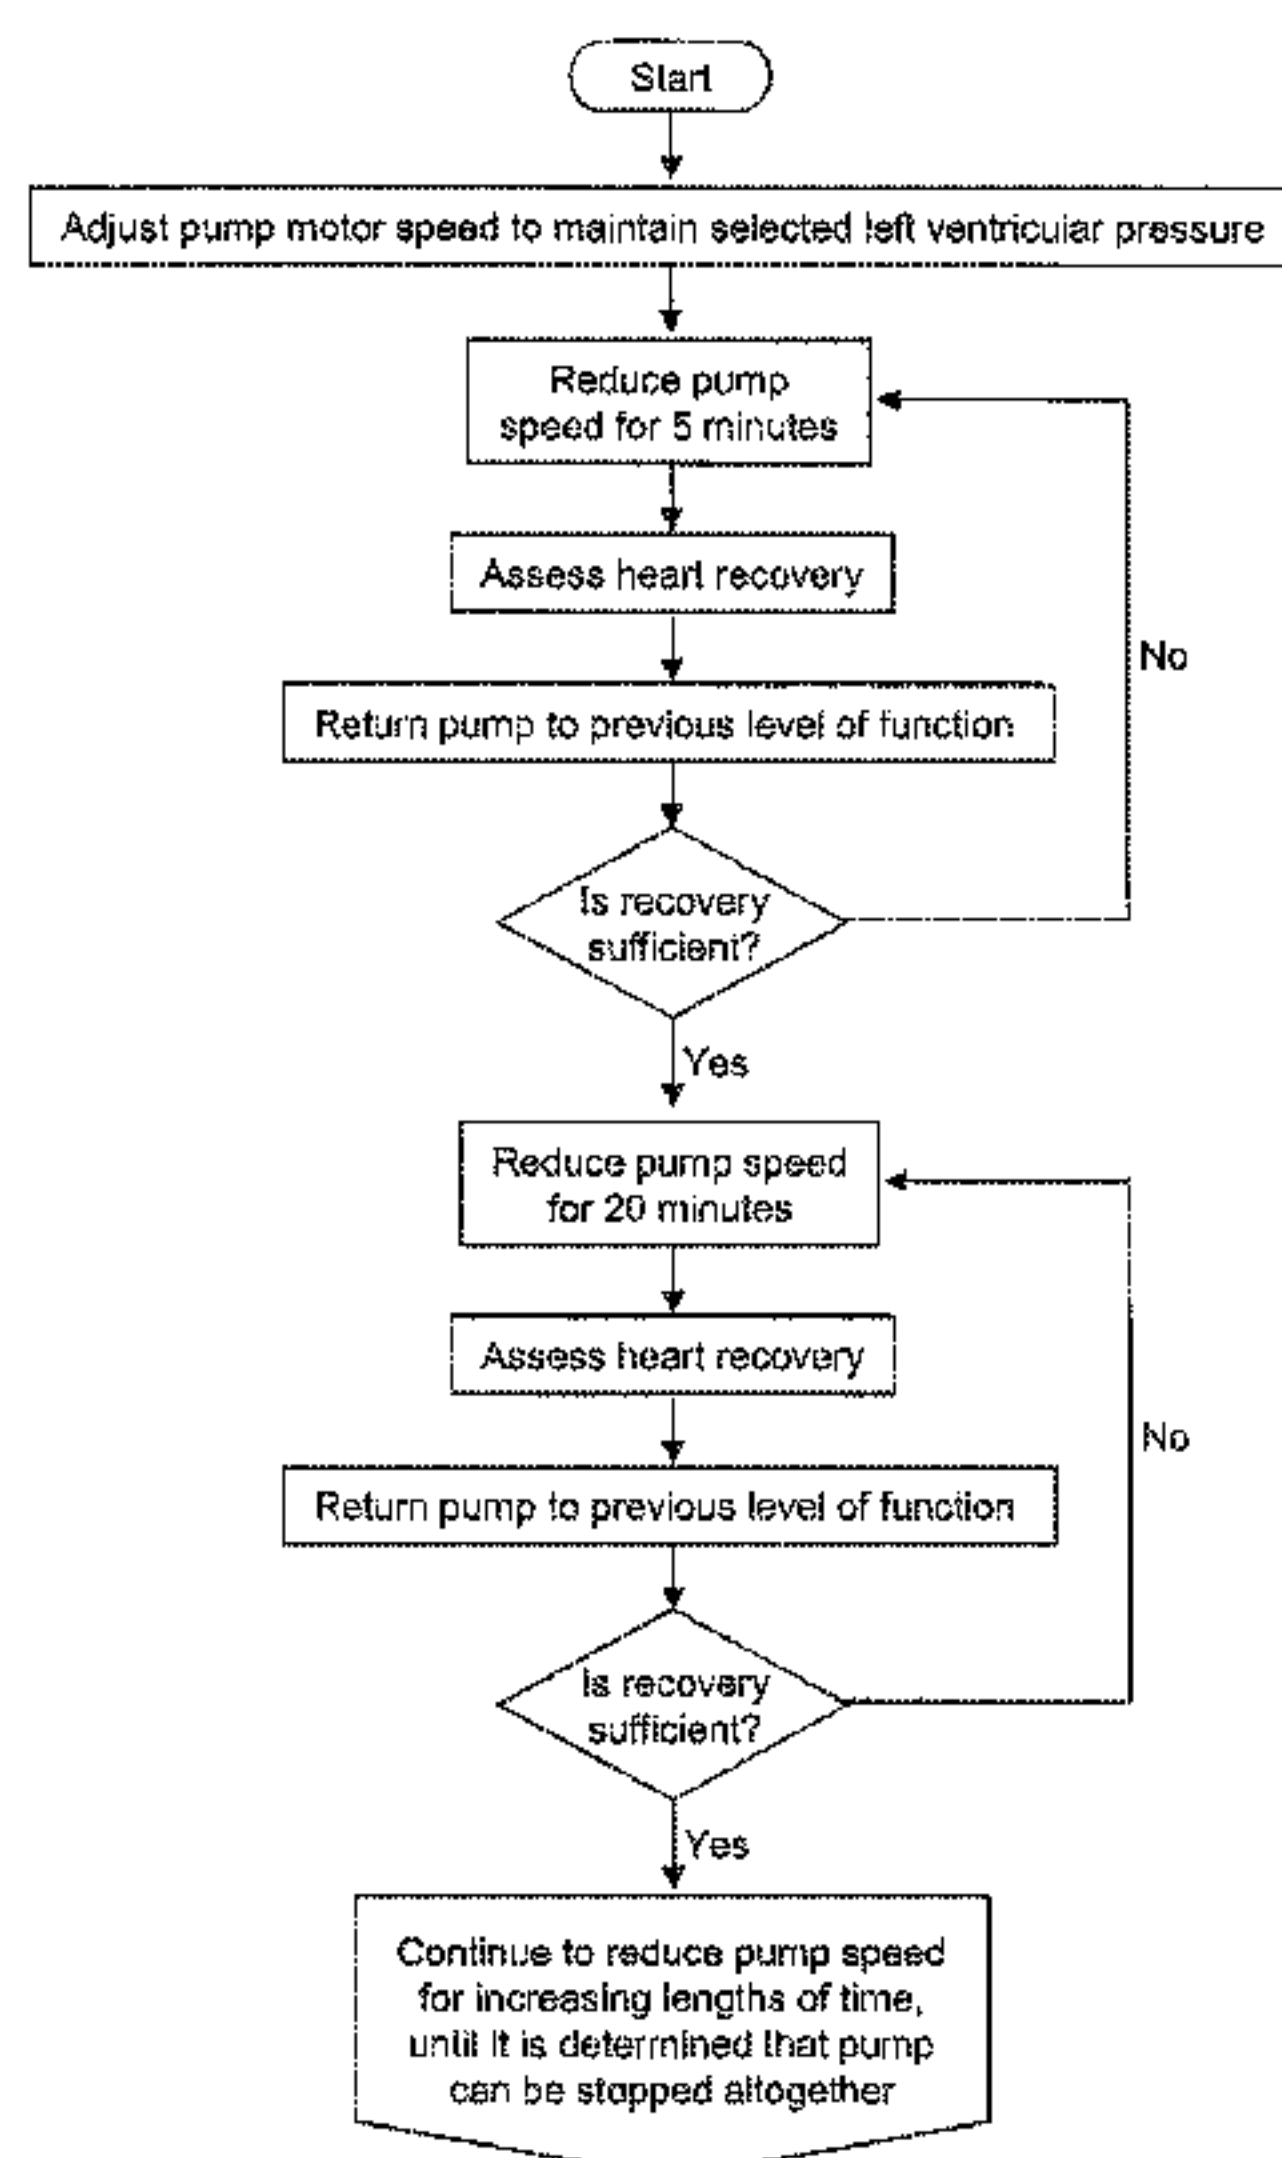 Start
Adjust pump motor speed to maintain selected left ventricular pressure
Reduce pump
speed for 5 minutes
Assess heart recovery
No
Return pump to previous level of function
Is recovery
sufficient?
Yes
Reduce pump speed
for 20 minutes
Assess heart recovery
No
Return pump to previous level of function
Is recovery
sufficient?
Yes
Continue to reduce pump speed
for increasing lengths of time,
until it is determined that pump
can be stopped altogether